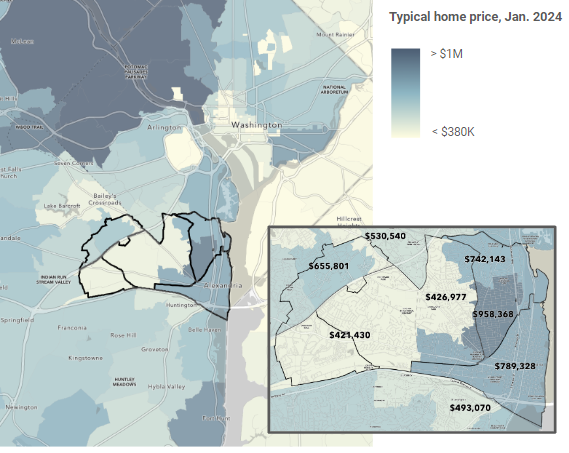 Typical home price, Jan. 2024
> $1M
< $380K
McLean
Mount Rainier
POTOMAC
PALISADES
PARKWAY
NATIONAL
ARBORETUM
Washington
Arlington
Seven Corners
Bailey's
Crossroads
Lake Barcroft
Hillcrest
Heights
INDIAN RUN
STREAM VALLEY
Alexandria
Huntington
Springfield
Franconia
Rose Hill
Belle Haven
Groveton
Kingstowne
HUNTLEY
MEADOWS
Hybla Valley
Newington
$530,540
$655,801
$742,143
$426,977
$958,368
$421,430
$789,328
$493,070